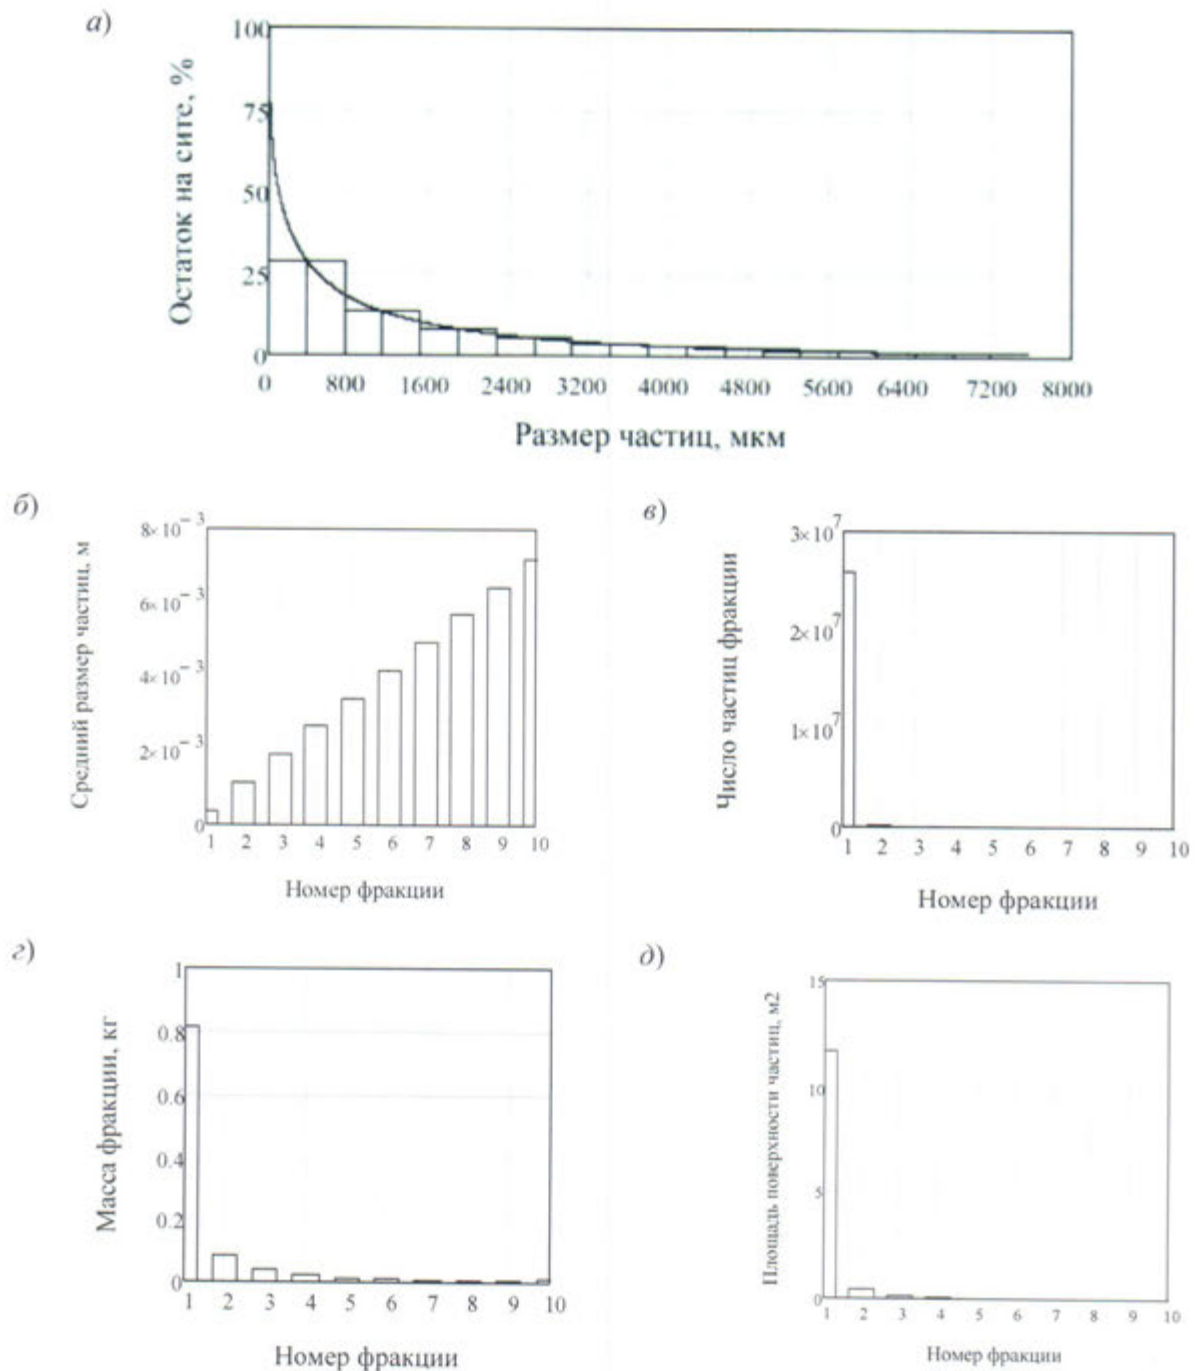 а)
Остаток на сите, %
100
75
50
25
0
0 800 1600 2400 3200 4000 4800 5600 6400 7200 8000
Размер частиц, мкм
б)
Средний размер частиц, м
8×10⁻³
6×10⁻³
4×10⁻³
2×10⁻³
0
1 2 3 4 5 6 7 8 9 10
Номер фракции
в)
Число частиц фракции
3×10⁷
2×10⁷
1×10⁷
0
1 2 3 4 5 6 7 8 9 10
Номер фракции
г)
Масса фракции, кг
1
0.8
0.6
0.4
0.2
0
1 2 3 4 5 6 7 8 9 10
Номер фракции
д)
Площадь поверхности частиц, м2
15
10
5
0
1 2 3 4 5 6 7 8 9 10
Номер фракции